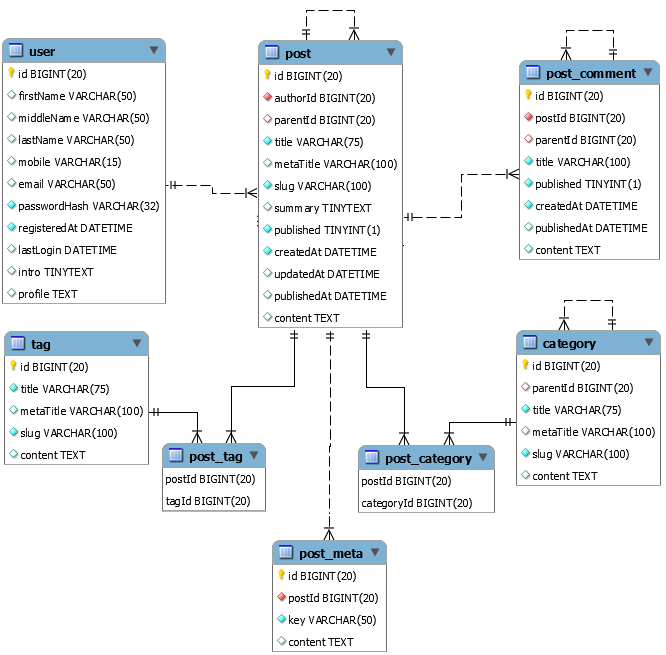 user
id BIGINT(20)
firstName VARCHAR(50)
middleName VARCHAR(50)
lastName VARCHAR(50)
mobile VARCHAR(15)
email VARCHAR(50)
passwordHash VARCHAR(32)
registeredAt DATETIME
lastLogin DATETIME
intro TINYTEXT
profile TEXT
post
id BIGINT(20)
authorId BIGINT(20)
parentId BIGINT(20)
title VARCHAR(75)
metaTitle VARCHAR(100)
slug VARCHAR(100)
summary TINYTEXT
published TINYINT(1)
createdAt DATETIME
updatedAt DATETIME
publishedAt DATETIME
content TEXT
post_comment
id BIGINT(20)
postId BIGINT(20)
parentId BIGINT(20)
title VARCHAR(100)
published TINYINT(1)
createdAt DATETIME
publishedAt DATETIME
content TEXT
tag
id BIGINT(20)
title VARCHAR(75)
metaTitle VARCHAR(100)
slug VARCHAR(100)
content TEXT
category
id BIGINT(20)
parentId BIGINT(20)
title VARCHAR(75)
metaTitle VARCHAR(100)
slug VARCHAR(100)
content TEXT
post_tag
postId BIGINT(20)
tagId BIGINT(20)
post_category
postId BIGINT(20)
categoryId BIGINT(20)
post_meta
id BIGINT(20)
postId BIGINT(20)
key VARCHAR(50)
content TEXT